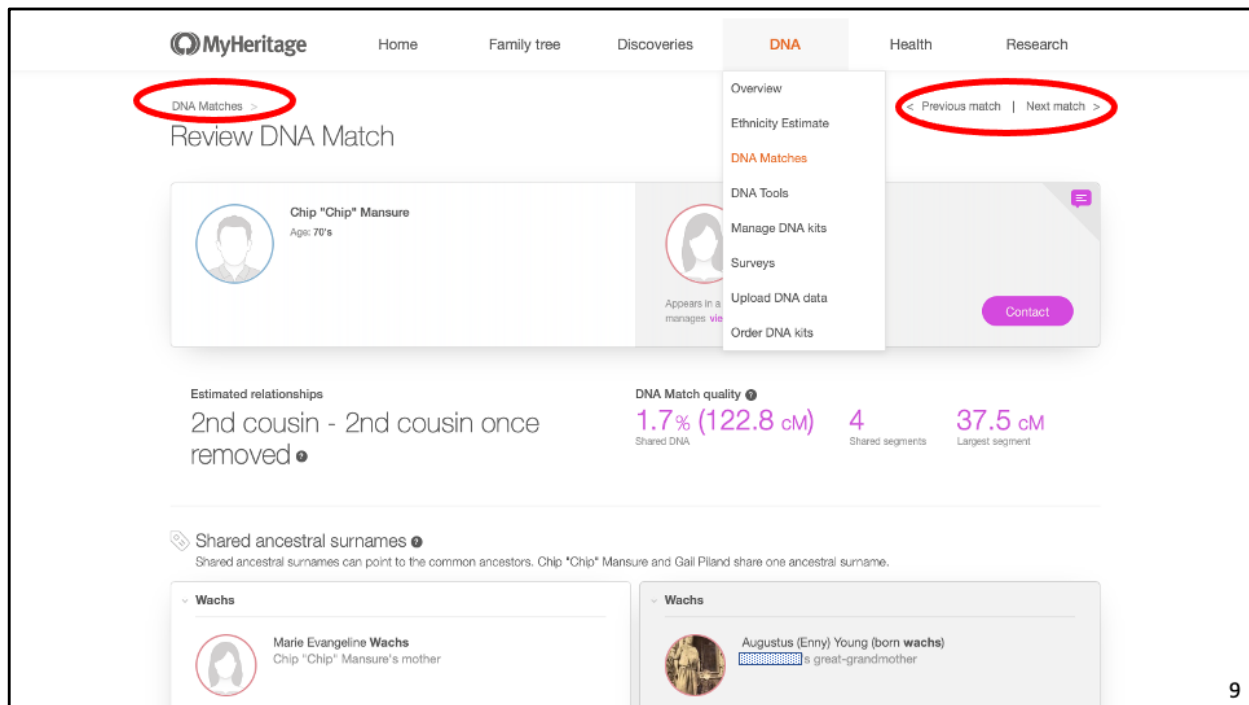 MyHeritage Home Family tree Discoveries DNA Health Research
DNA Matches >
< Previous match | Next match >
Review DNA Match
Overview
Ethnicity Estimate
DNA Matches
DNA Tools
Manage DNA kits
Surveys
Upload DNA data
Order DNA kits
Chip "Chip" Mansure
Age: 70's
Appears in a
manages vie
Contact
Estimated relationships
2nd cousin - 2nd cousin once
removed ?
DNA Match quality ?
1.7% (122.8 cM) 4 37.5 cM
Shared DNA Shared segments Largest segment
Shared ancestral surnames ?
Shared ancestral surnames can point to the common ancestors. Chip "Chip" Mansure and Gail Piland share one ancestral surname.
Wachs
Marie Evangeline Wachs
Chip "Chip" Mansure's mother
Wachs
Augustus (Enny) Young (born wachs)
s great-grandmother
9